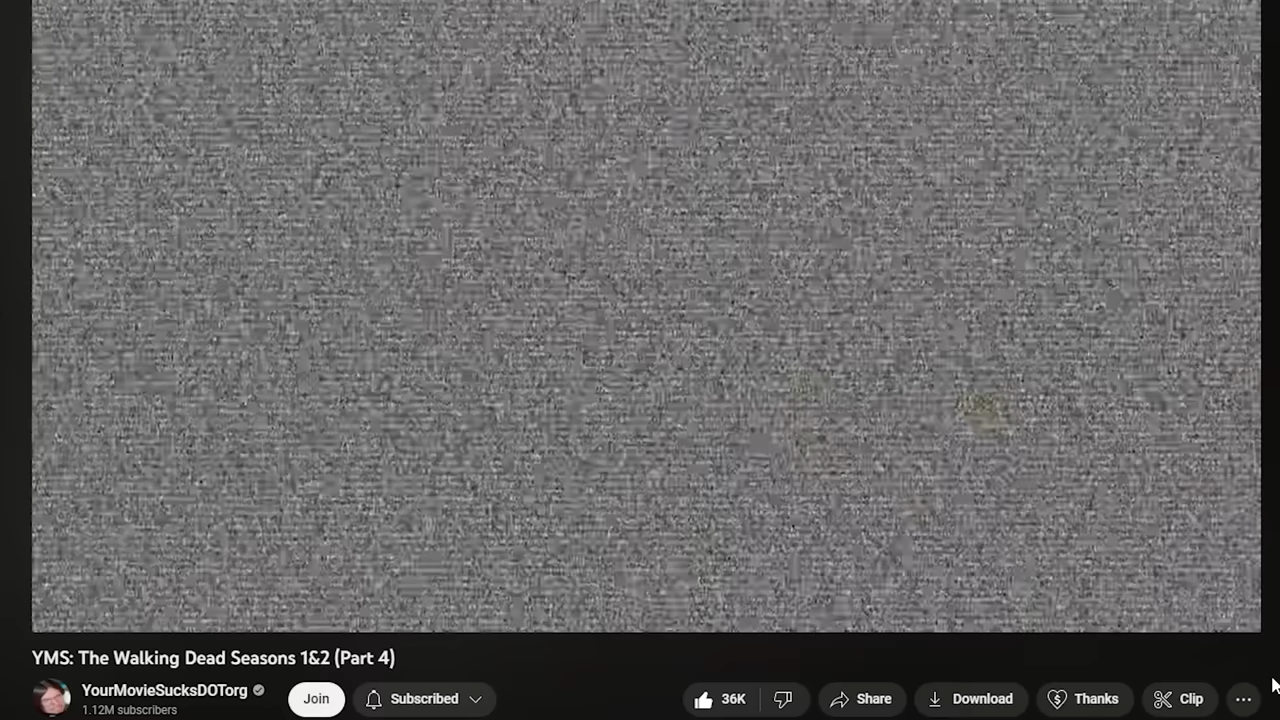 YMS: The Walking Dead Seasons 1&2 (Part 4)
YourMovieSucksDOTorg
1.12M subscribers
Join
Subscribed
36K
Share
Download
Thanks
Clip